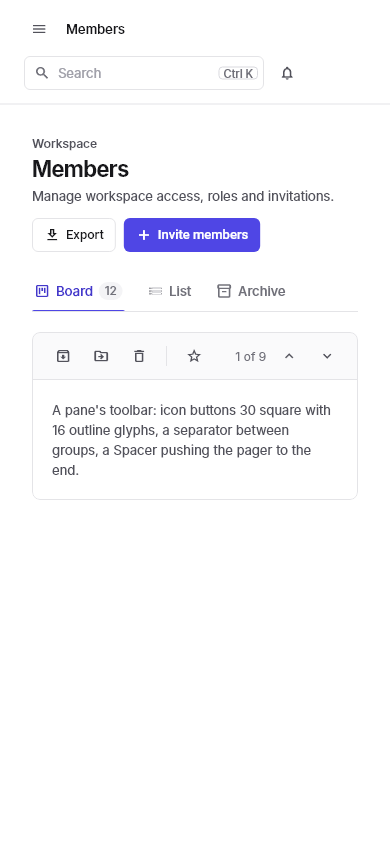 Members
Search
Ctrl K
Workspace
Members
Manage workspace access, roles and invitations.
Export
Invite members
Board 12
List
Archive
1 of 9
A pane's toolbar: icon buttons 30 square with
16 outline glyphs, a separator between
groups, a Spacer pushing the pager to the
end.